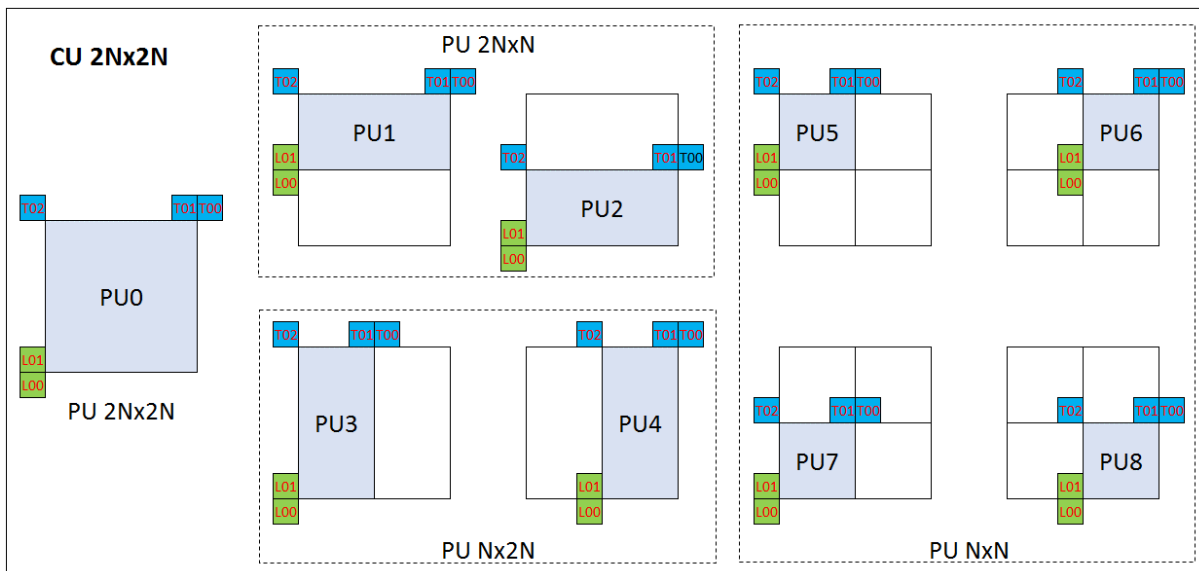 CU 2Nx2N
T02
T01 T00
PU0
L01
L00
PU 2Nx2N
PU 2NxN
T02
T01 T00
PU1
L01
L00
T02
T01 T00
PU2
L01
L00
T02
T01 T00
PU3
L01
L00
T02
T01 T00
PU4
L01
L00
PU Nx2N
T02
T01 T00
PU5
L01
L00
T02
T01 T00
PU6
L01
L00
T02
T01 T00
PU7
L01
L00
T02
T01 T00
PU8
L01
L00
PU NxN